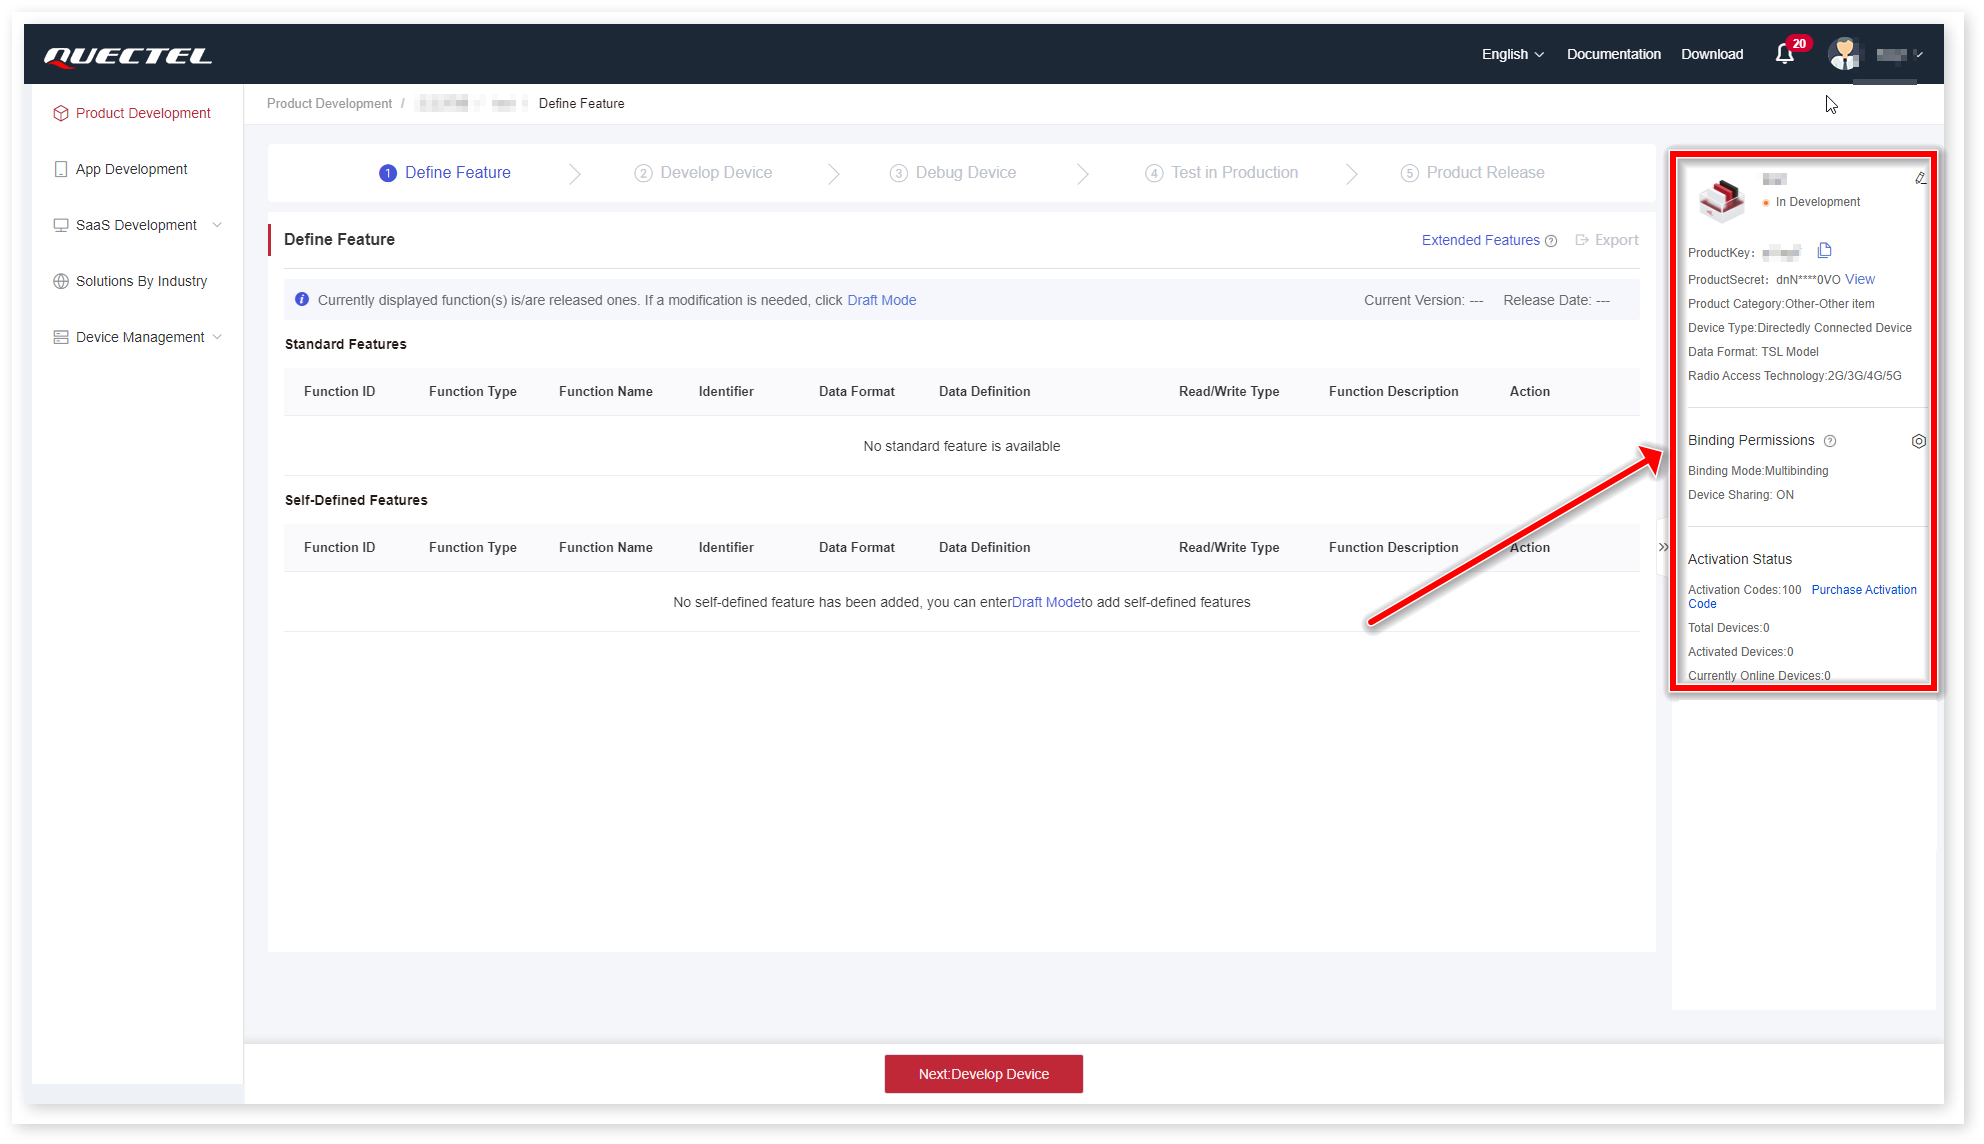 QUECTEL
English
Documentation
Download
20
Product Development
App Development
SaaS Development
Solutions By Industry
Device Management
Product Development /
Define Feature
1 Define Feature
2 Develop Device
3 Debug Device
4 Test in Production
5 Product Release
Define Feature
Extended Features ?
Export
Currently displayed function(s) is/are released ones. If a modification is needed, click Draft Mode
Current Version: --- Release Date: ---
Standard Features
Function ID Function Type Function Name Identifier Data Format Data Definition Read/Write Type Function Description Action
No standard feature is available
Self-Defined Features
Function ID Function Type Function Name Identifier Data Format Data Definition Read/Write Type Function Description Action
No self-defined feature has been added, you can enterDraft Modeto add self-defined features
Next:Develop Device
In Development
ProductKey:
ProductSecret: dnN****0VO View
Product Category:Other-Other item
Device Type:Directedly Connected Device
Data Format: TSL Model
Radio Access Technology:2G/3G/4G/5G
Binding Permissions ?
Binding Mode:Multibinding
Device Sharing: ON
Activation Status
Activation Codes:100 Purchase Activation
Code
Total Devices:0
Activated Devices:0
Currently Online Devices:0